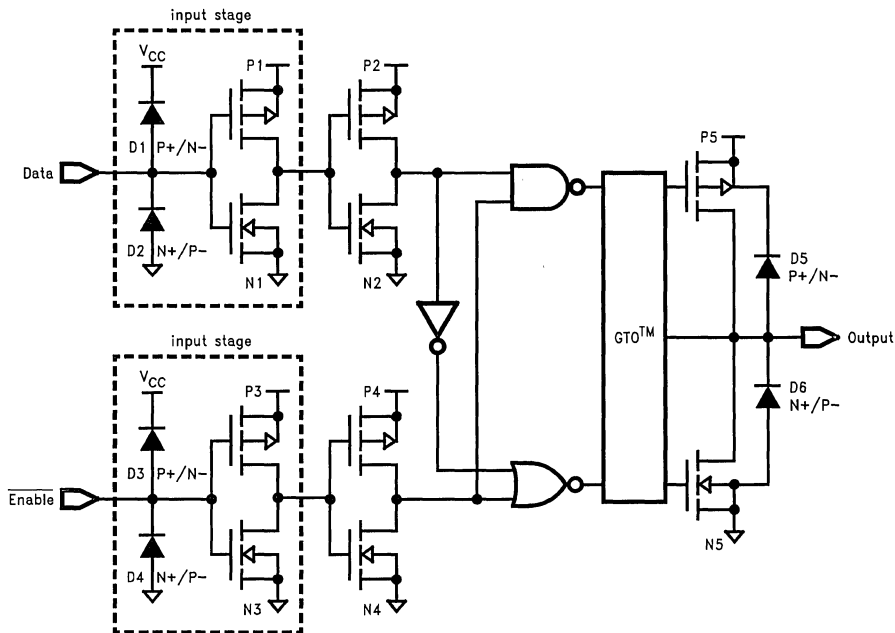 input stage
VCC
P1
P2
D1 P+/N-
Data
D2 N+/P-
N1
N2
P5
D5
P+/N-
GTO™
Output
D6
N+/P-
N5
input stage
VCC
P3
P4
D3 P+/N-
Enable
D4 N+/P-
N3
N4